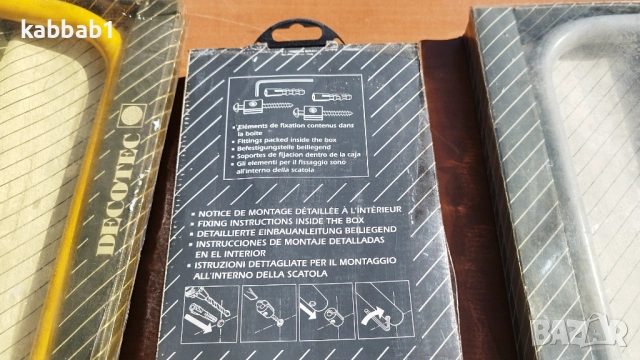 kabbab1
DECOTEC
• Eléments de fixation contenus dans
la boite
• Fittings packed inside the box
• Befestigungsteile beiliegend
• Soportes de fijacion dentro de la caja
• Gli elementi per il fissaggio sono
all'interno della scatola
• NOTICE DE MONTAGE DÉTAILLÉE À L'INTÉRIEUR
• FIXING INSTRUCTIONS INSIDE THE BOX
• DETAILLIERTE EINBAUANLEITUNG BEILIEGEND
• INSTRUCCIONES DE MONTAJE DETALLADAS
EN EL INTERIOR
• ISTRUZIONI DETTAGLIATE PER IL MONTAGGIO
ALL'INTERNO DELLA SCATOLA
BAZAR